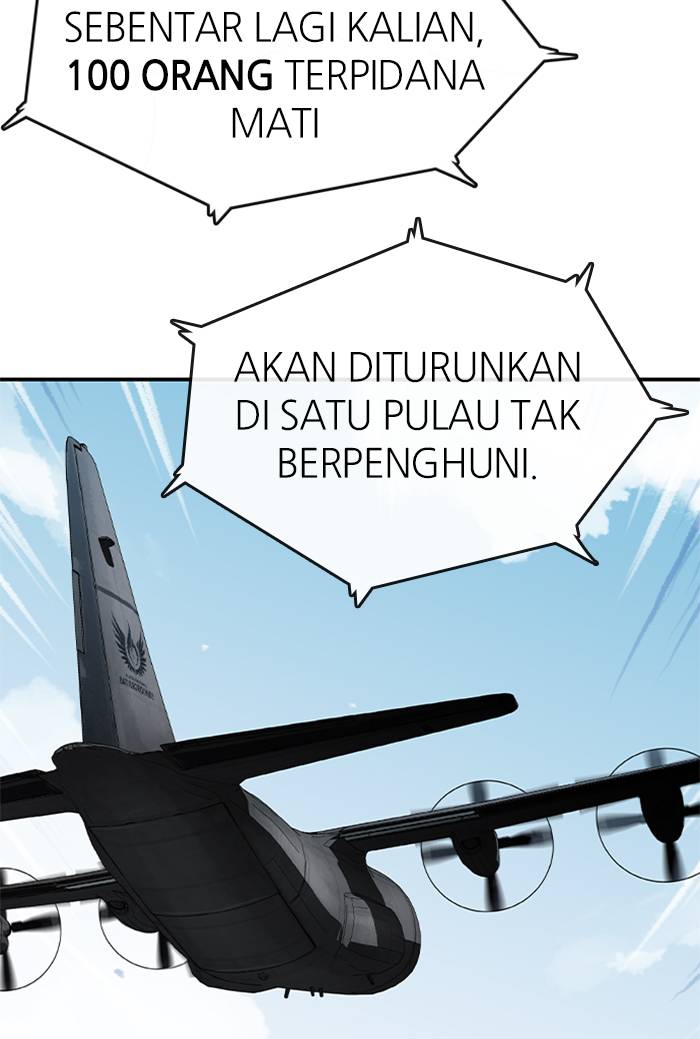 SEBENTAR LAGI KALIAN,
100 ORANG TERPIDANA
MATI
AKAN DITURUNKAN
DI SATU PULAU TAK
BERPENGHUNI.